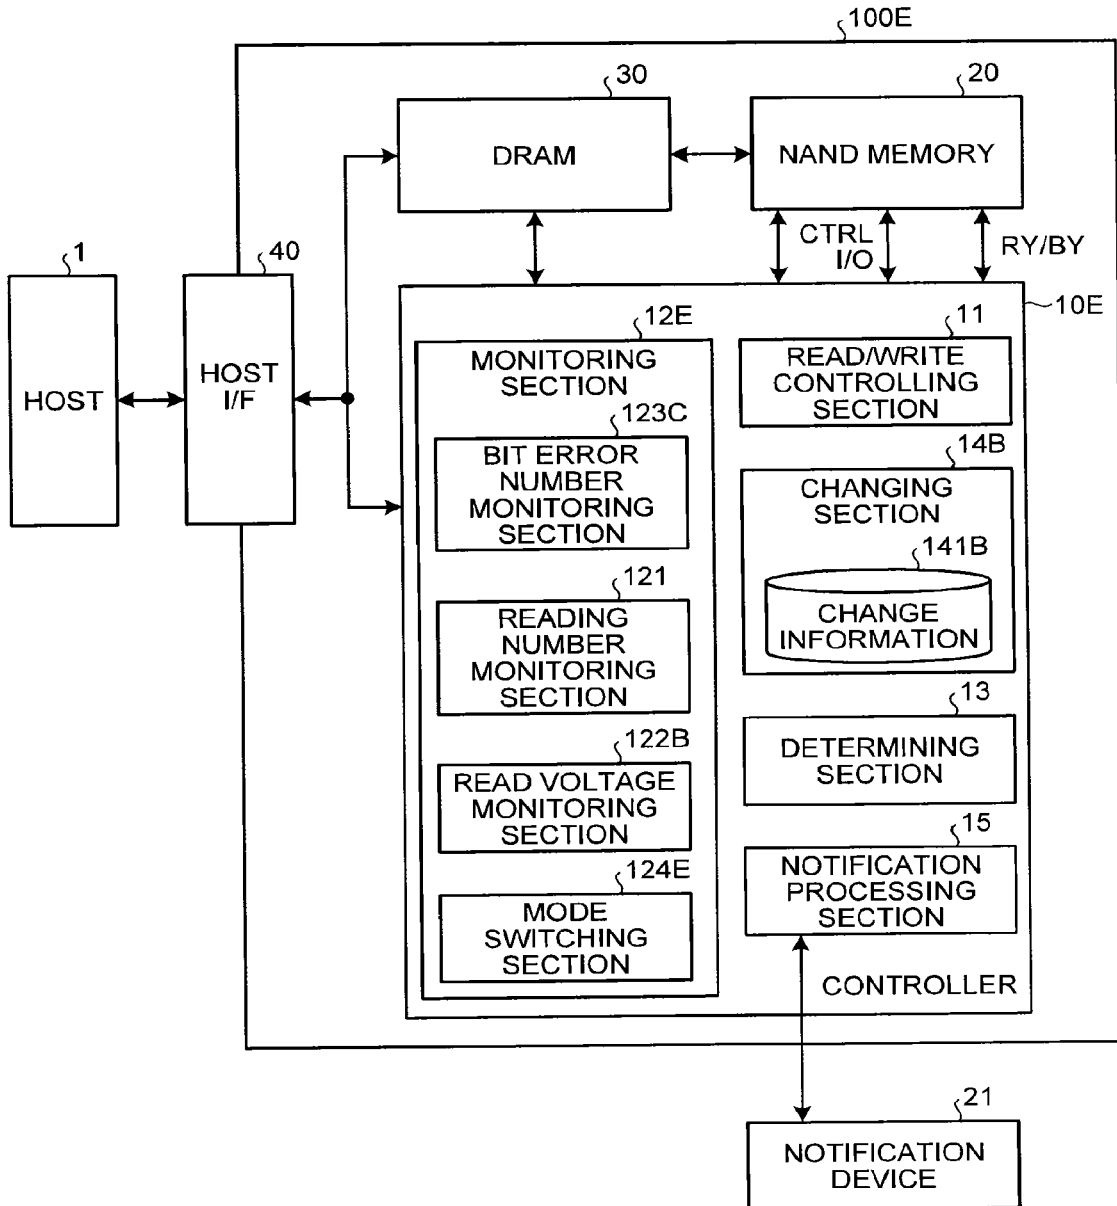 100E
30
DRAM
20
NAND MEMORY
CTRL
I/O
RY/BY
1
HOST
40
HOST
I/F
10E
12E
MONITORING
SECTION
123C
BIT ERROR
NUMBER
MONITORING
SECTION
121
READING
NUMBER
MONITORING
SECTION
122B
READ VOLTAGE
MONITORING
SECTION
124E
MODE
SWITCHING
SECTION
11
READ/WRITE
CONTROLLING
SECTION
14B
CHANGING
SECTION
141B
CHANGE
INFORMATION
13
DETERMINING
SECTION
15
NOTIFICATION
PROCESSING
SECTION
CONTROLLER
21
NOTIFICATION
DEVICE